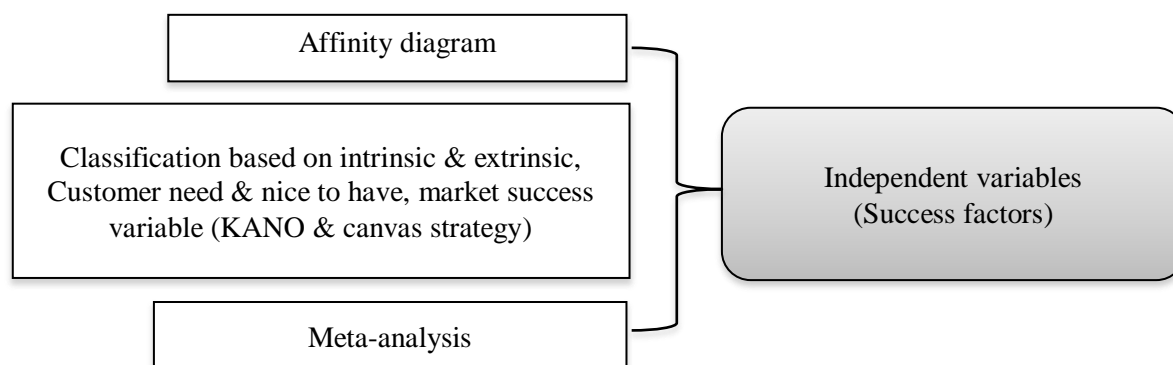 Affinity diagram
Classification based on intrinsic & extrinsic,
Customer need & nice to have, market success
variable (KANO & canvas strategy)
Meta-analysis
Independent variables
(Success factors)